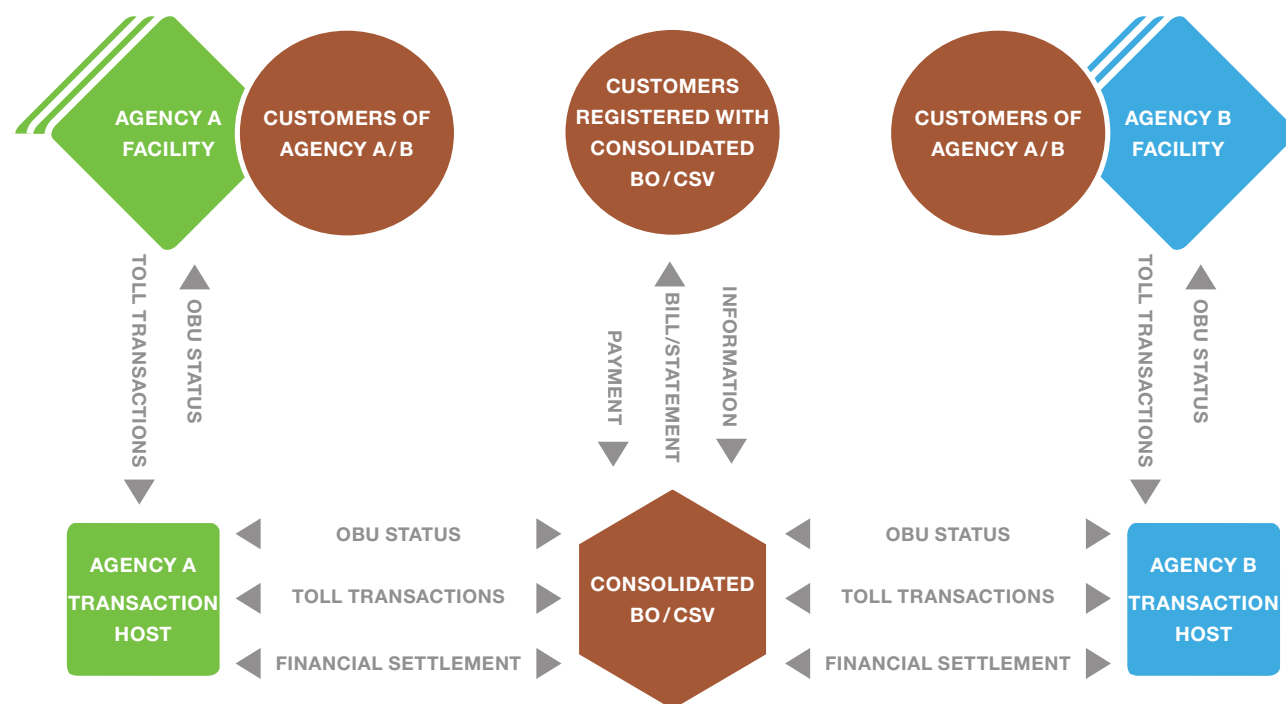 AGENCY A
FACILITY
CUSTOMERS OF
AGENCY A/B
CUSTOMERS
REGISTERED WITH
CONSOLIDATED
BO/CSV
CUSTOMERS OF
AGENCY A/B
AGENCY B
FACILITY
TOLL TRANSACTIONS
OBU STATUS
PAYMENT
BILL/STATEMENT
INFORMATION
TOLL TRANSACTIONS
OBU STATUS
AGENCY A
TRANSACTION
HOST
OBU STATUS
TOLL TRANSACTIONS
FINANCIAL SETTLEMENT
CONSOLIDATED
BO/CSV
OBU STATUS
TOLL TRANSACTIONS
FINANCIAL SETTLEMENT
AGENCY B
TRANSACTION
HOST